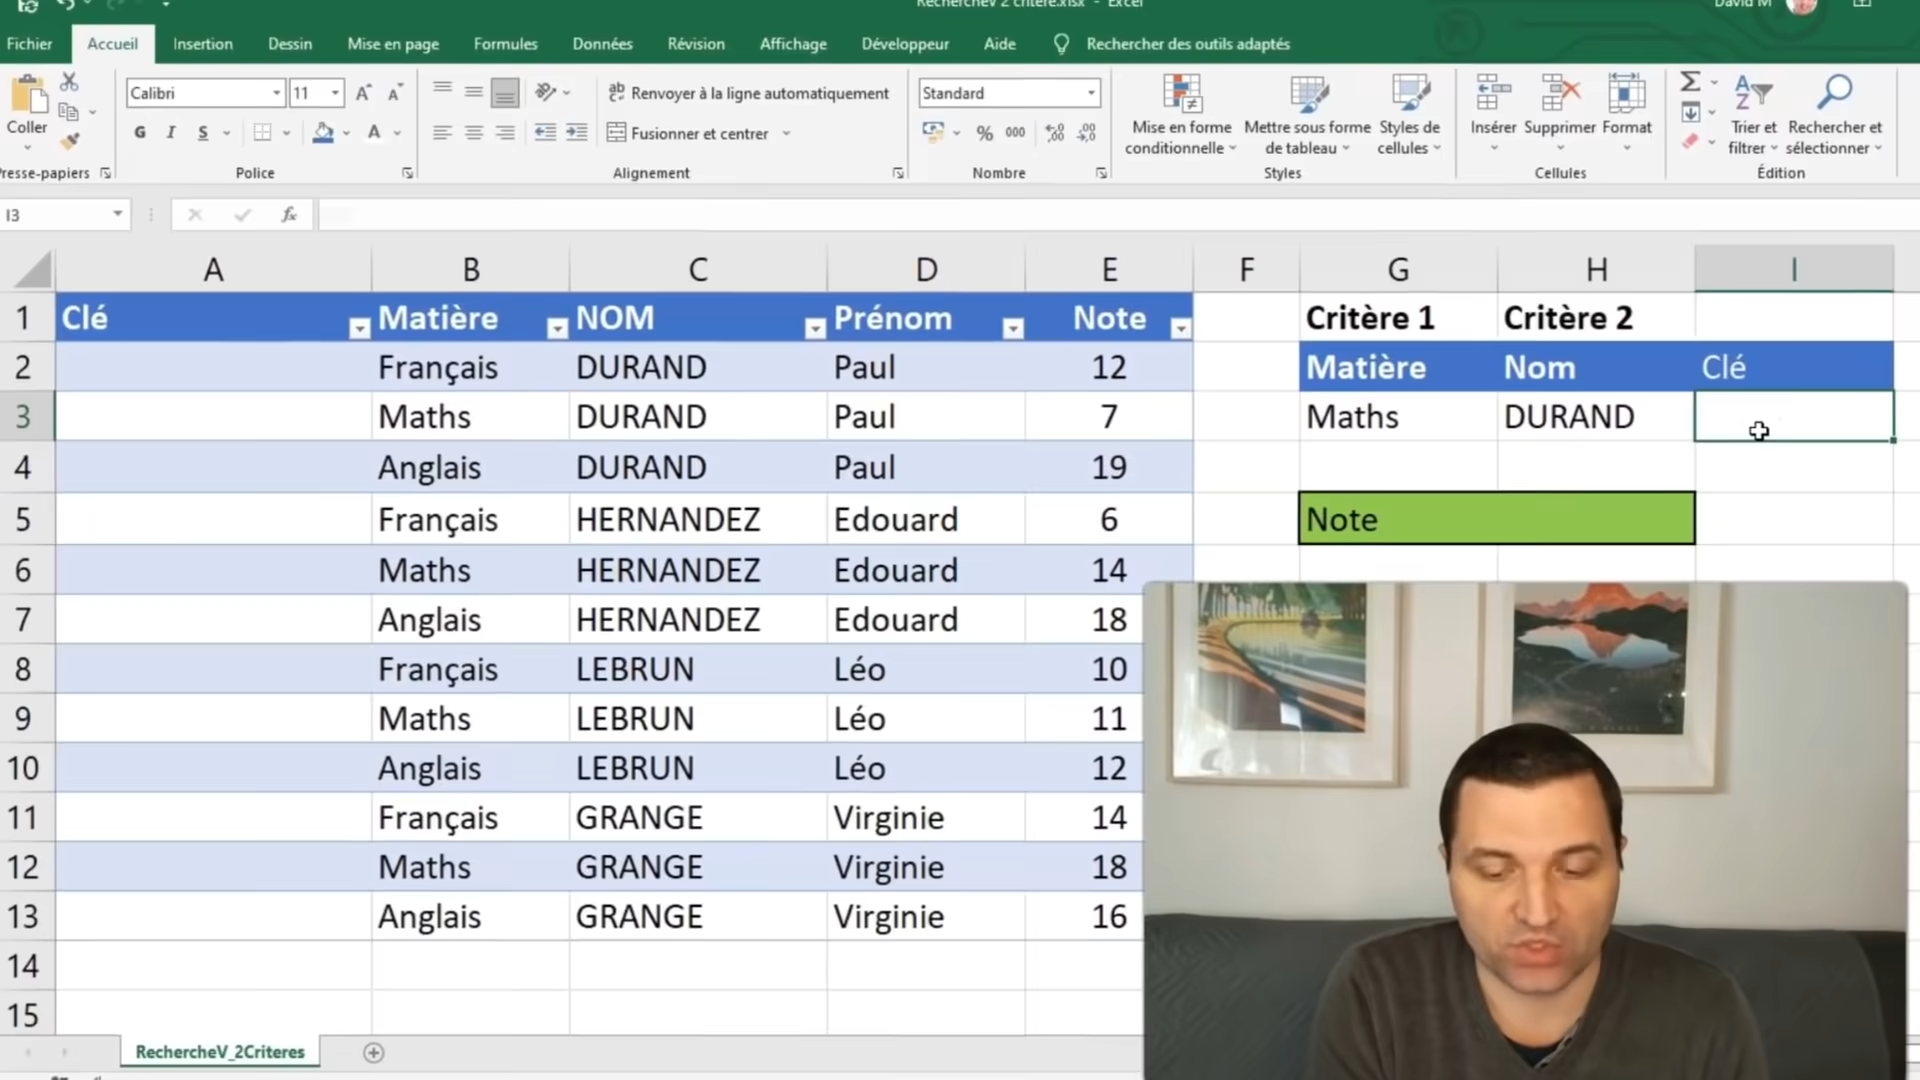 RechercheV 2 critère.xlsx - Excel
David M
Fichier
Accueil
Insertion
Dessin
Mise en page
Formules
Données
Révision
Affichage
Développeur
Aide
Rechercher des outils adaptés
Coller
Presse-papiers
Calibri
11
G I S
Police
Renvoyer à la ligne automatiquement
Fusionner et centrer
Alignement
Standard
% 000
Nombre
Mise en forme
conditionnelle
Mettre sous forme
de tableau
Styles de
cellules
Styles
Insérer
Supprimer
Format
Cellules
Trier et
filtrer
Rechercher et
sélectionner
Édition
I3
fx
A B C D E F G H I
1 Clé Matière NOM Prénom Note Critère 1 Critère 2
2 Français DURAND Paul 12 Matière Nom Clé
3 Maths DURAND Paul 7 Maths DURAND
4 Anglais DURAND Paul 19
5 Français HERNANDEZ Edouard 6 Note
6 Maths HERNANDEZ Edouard 14
7 Anglais HERNANDEZ Edouard 18
8 Français LEBRUN Léo 10
9 Maths LEBRUN Léo 11
10 Anglais LEBRUN Léo 12
11 Français GRANGE Virginie 14
12 Maths GRANGE Virginie 18
13 Anglais GRANGE Virginie 16
14
15
RechercheV_2Criteres